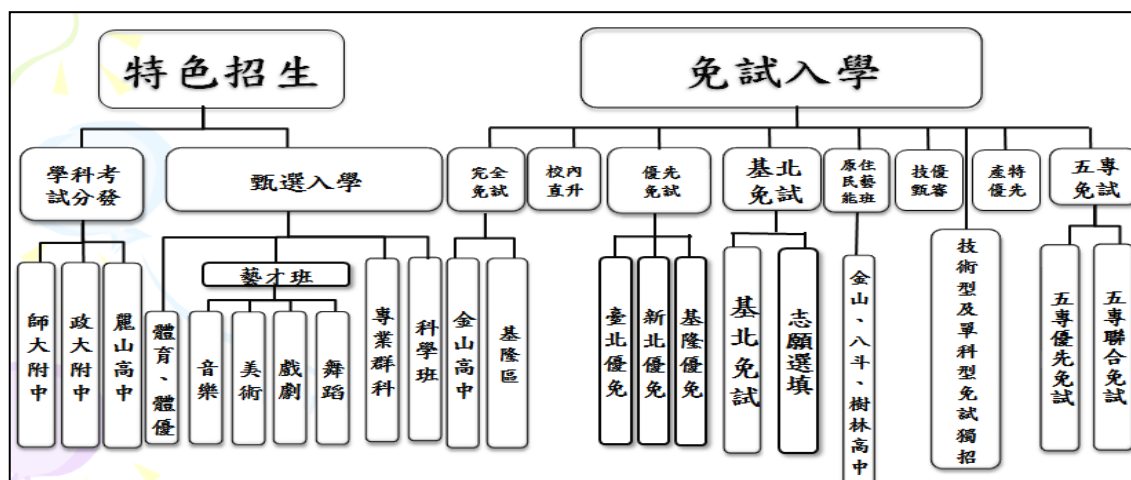 特色招生
免試入學
學科考
試分發
甄選入學
完全
免試
校內
直升
優先
免試
基北
免試
原住
民藝
能班
技優
甄審
產特
優先
五專
免試
師大附中
政大附中
麗山高中
體育、體優
藝才班
音樂
美術
戲劇
舞蹈
專業群科
科學班
金山高中
基隆區
臺北優免
新北優免
基隆優免
基北免試
志願選填
金山、八斗、樹林高中
技術型及單科型免試獨招
五專優先免試
五專聯合免試